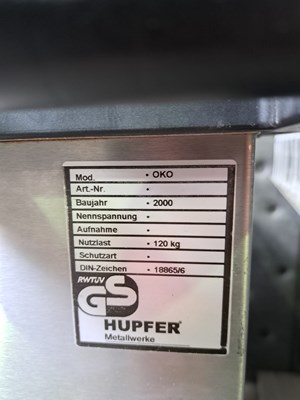 Mod. · OKO
Art.-Nr. ·
Baujahr · 2000
Nennspannung ·
Aufnahme ·
Nutzlast · 120 kg
Schutzart ·
DIN-Zeichen · 18865/6
RWTÜV
GS
HUPFER®
Metallwerke